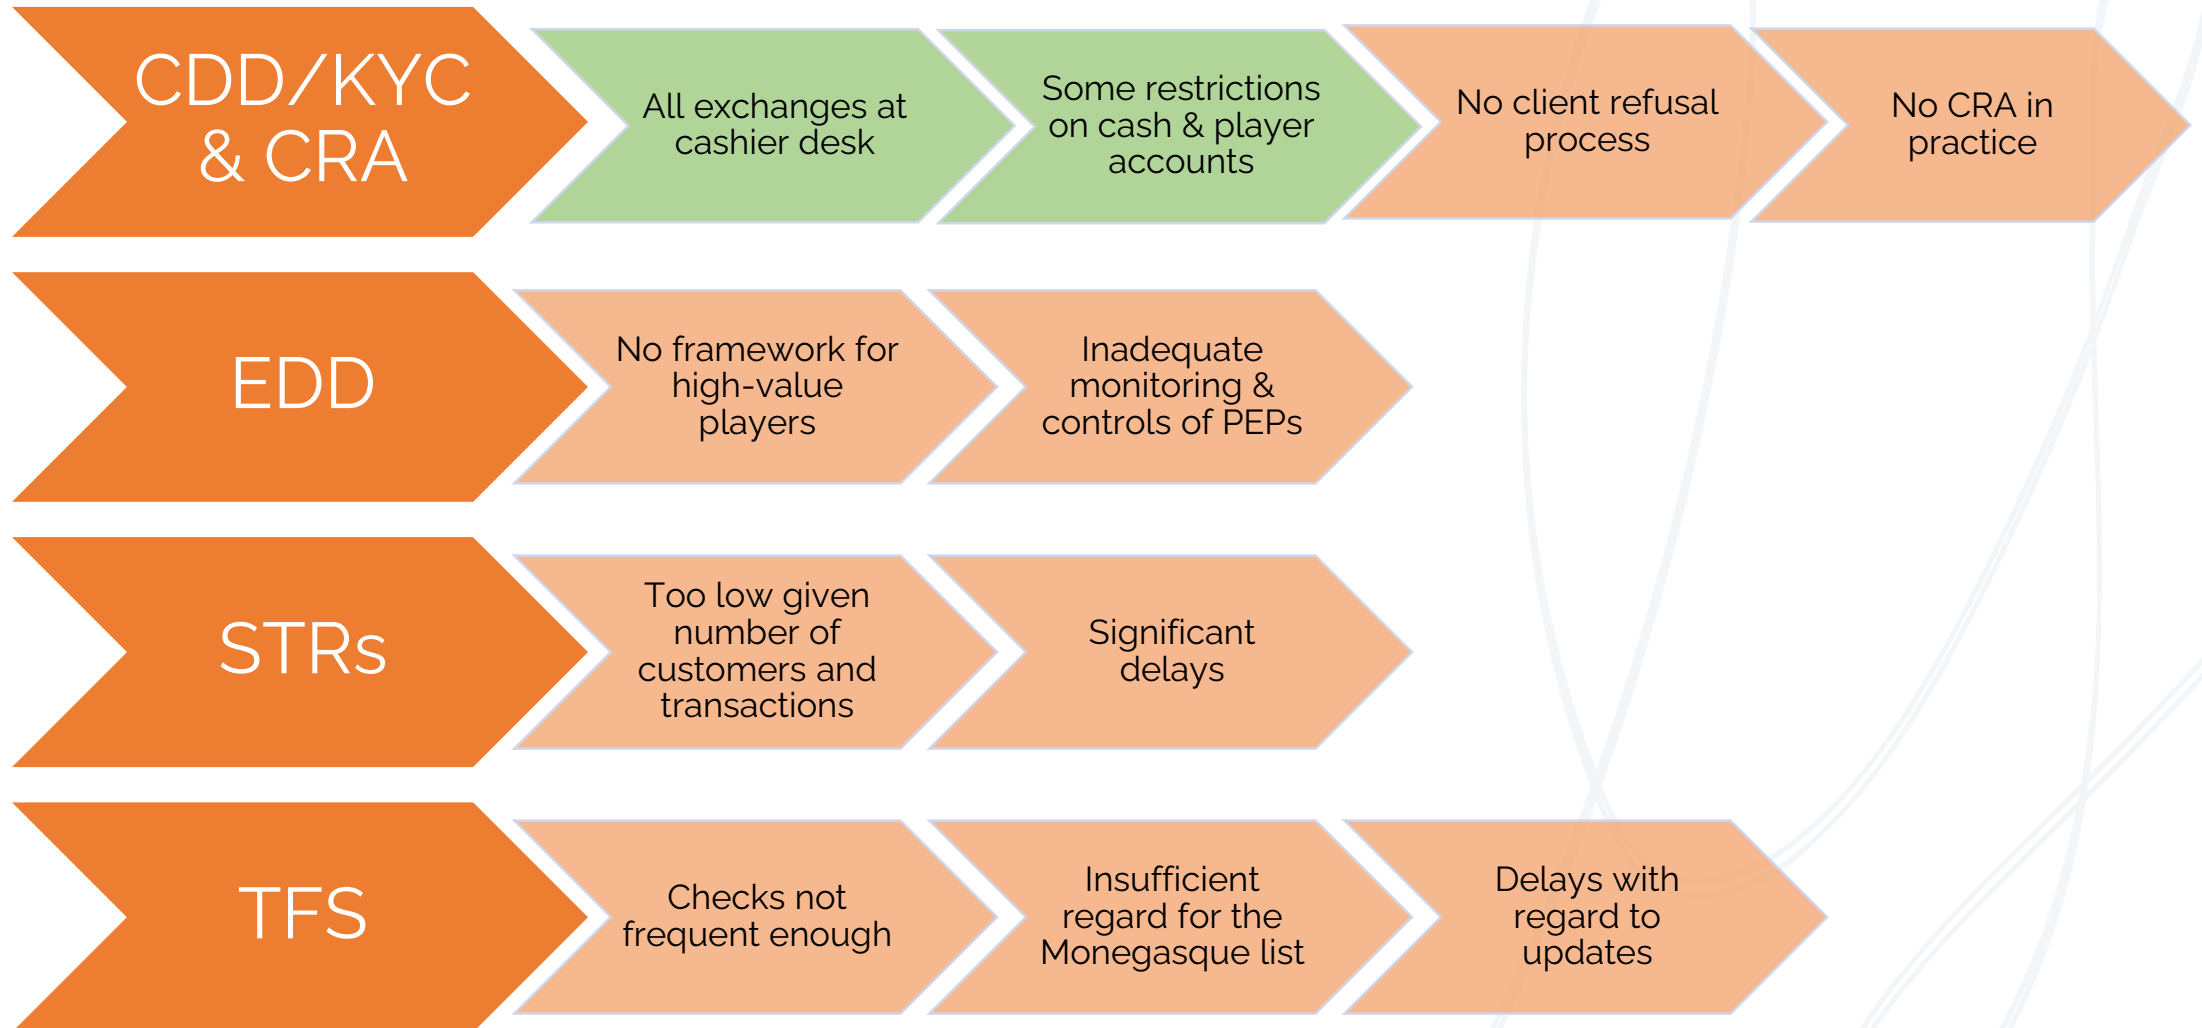 CDD/KYC
& CRA
All exchanges at
cashier desk
Some restrictions
on cash & player
accounts
No client refusal
process
No CRA in
practice
EDD
No framework for
high-value
players
Inadequate
monitoring &
controls of PEPs
STRs
Too low given
number of
customers and
transactions
Significant
delays
TFS
Checks not
frequent enough
Insufficient
regard for the
Monegasque list
Delays with
regard to
updates